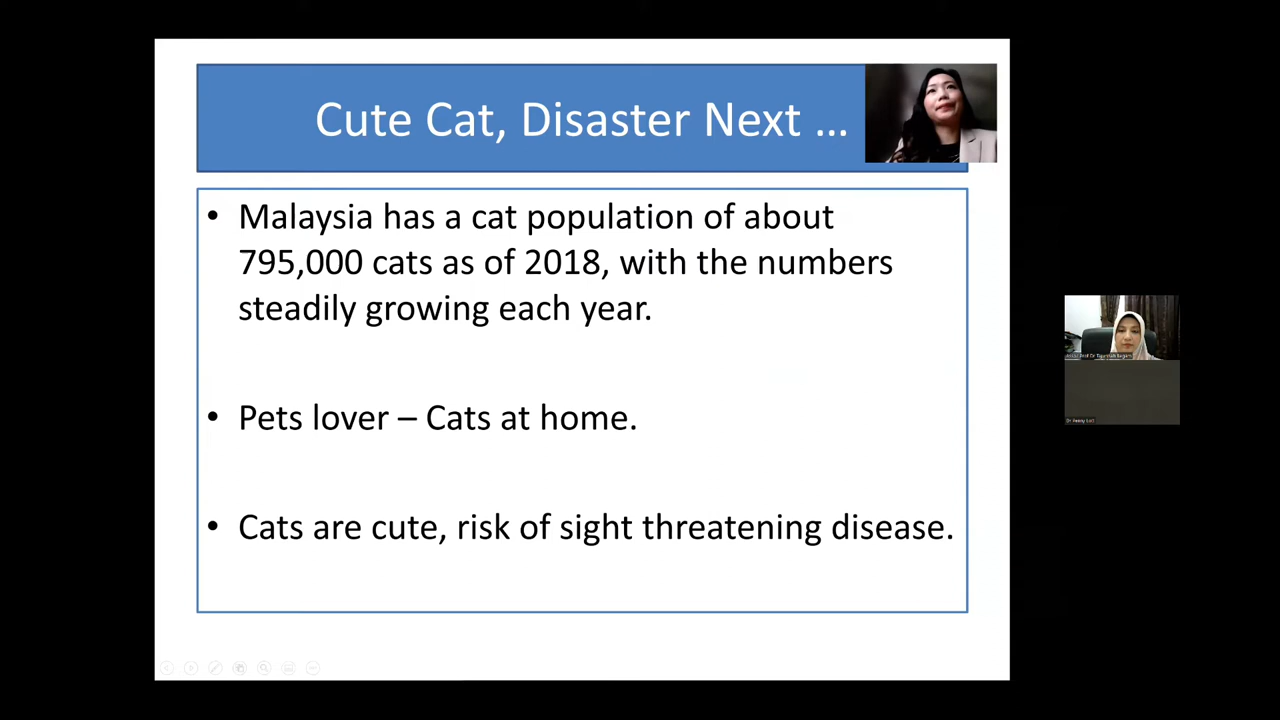 Cute Cat, Disaster Next ...
• Malaysia has a cat population of about
795,000 cats as of 2018, with the numbers
steadily growing each year.
• Pets lover – Cats at home.
• Cats are cute, risk of sight threatening disease.